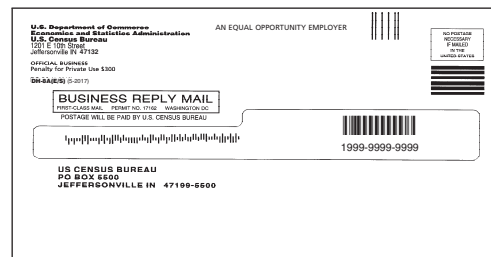 U.S. Department of Commerce
Economics and Statistics Administration
U.S. Census Bureau
1201 E 10th Street
Jeffersonville IN 47132
OFFICIAL BUSINESS
Penalty for Private Use $300
DH-8A(E/S) (5-2017)
AN EQUAL OPPORTUNITY EMPLOYER
NO POSTAGE
NECESSARY
IF MAILED
IN THE
UNITED STATES
BUSINESS REPLY MAIL
FIRST-CLASS MAIL PERMIT NO. 17162 WASHINGTON DC
POSTAGE WILL BE PAID BY U.S. CENSUS BUREAU
1999-9999-9999
US CENSUS BUREAU
PO BOX 5500
JEFFERSONVILLE IN 47199-5500